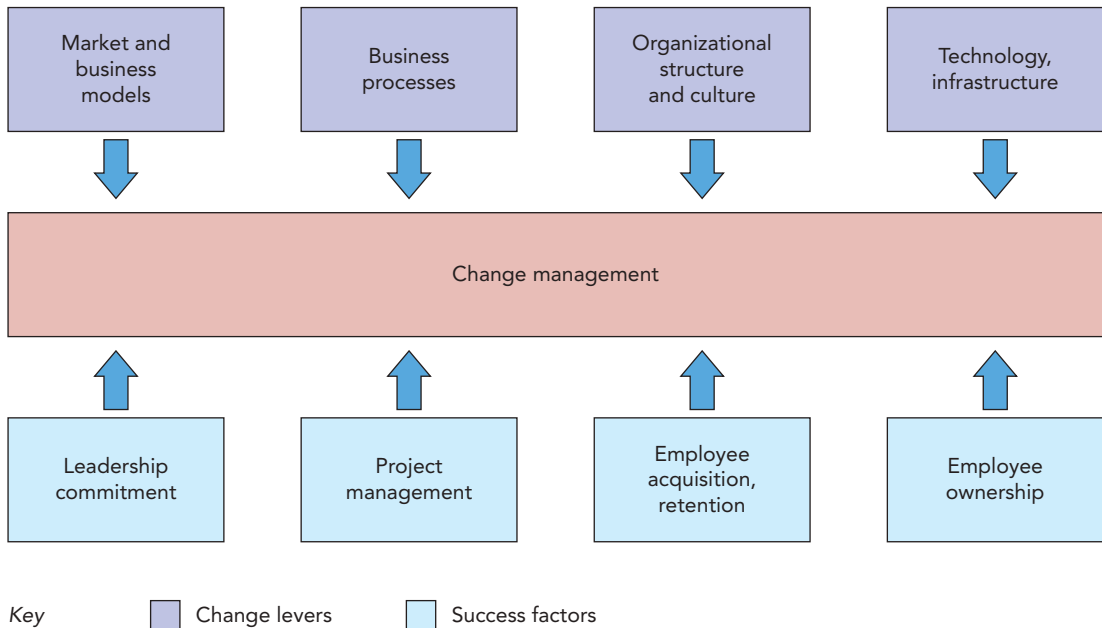 Market and
business
models
Business
processes
Organizational
structure
and culture
Technology,
infrastructure
Change management
Leadership
commitment
Project
management
Employee
acquisition,
retention
Employee
ownership
Key
Change levers
Success factors